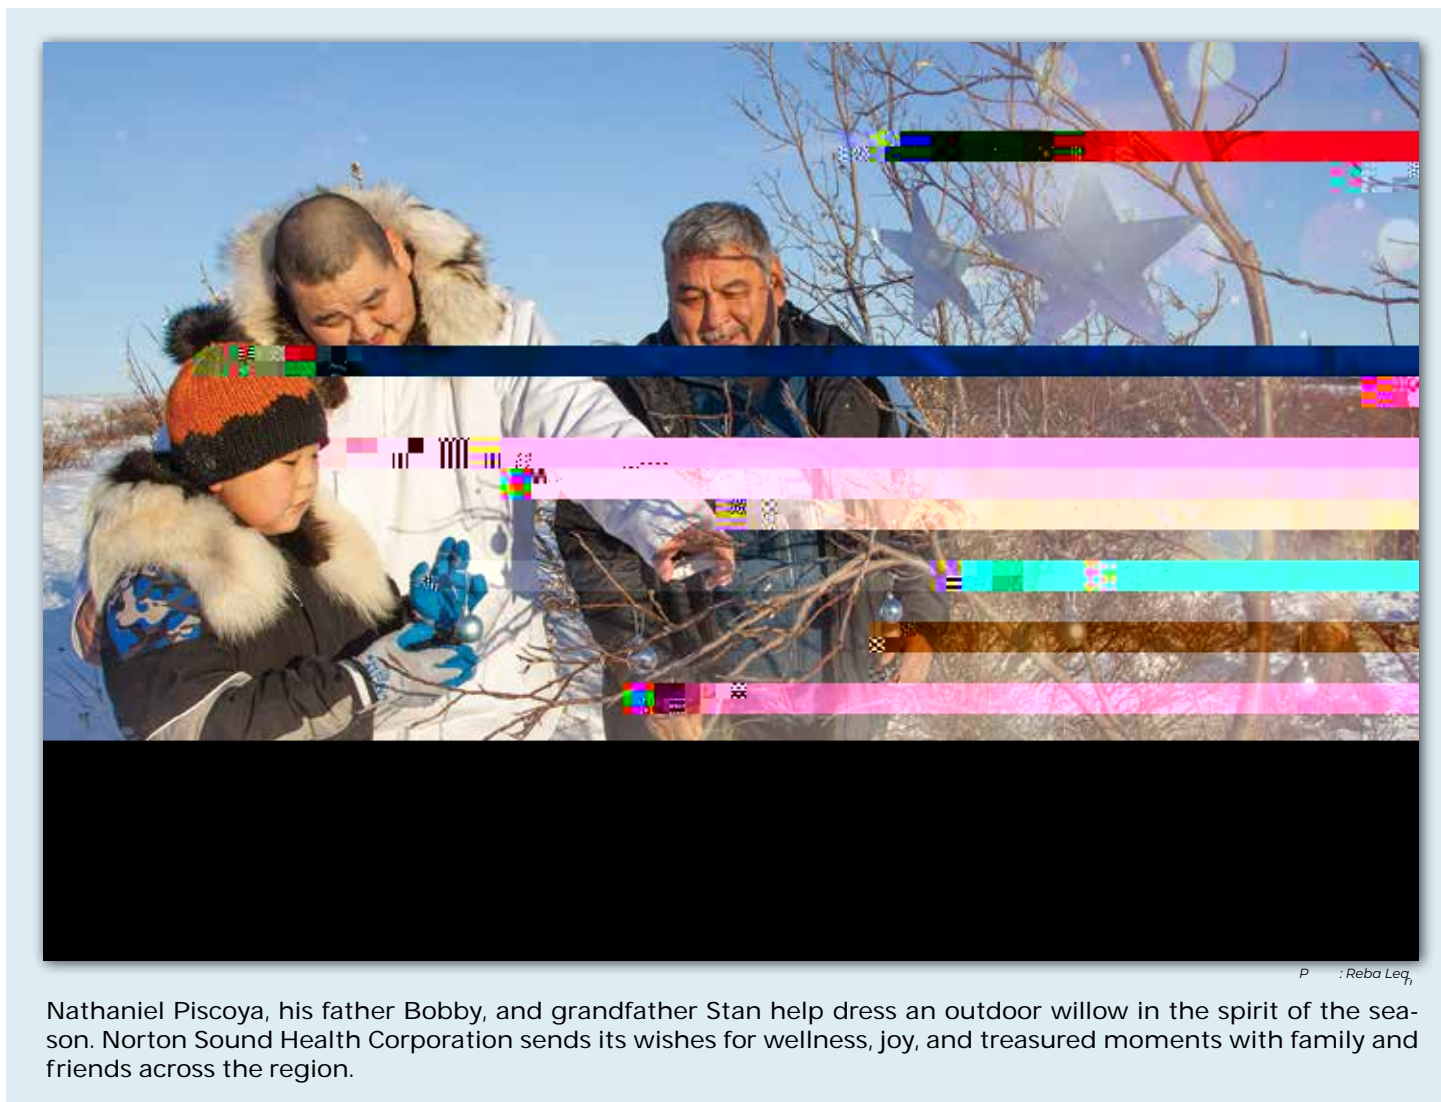 P : Reba Lean
Nathaniel Piscoya, his father Bobby, and grandfather Stan help dress an outdoor willow in the spirit of the sea-
son. Norton Sound Health Corporation sends its wishes for wellness, joy, and treasured moments with family and
friends across the region.